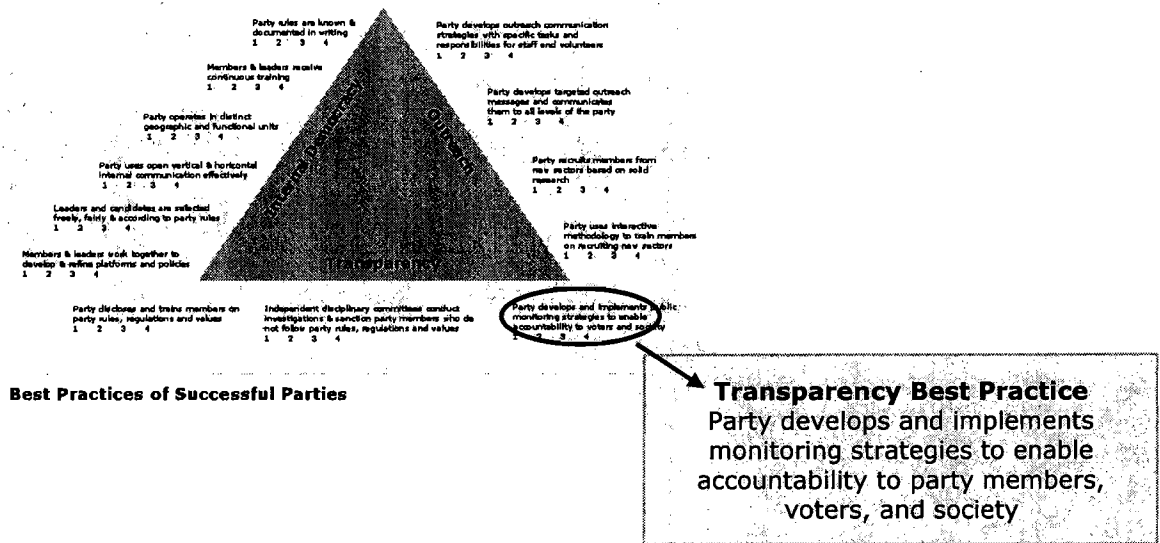 Party rules are known &
documented in writing
1 2 3 4
Members & leaders receive
continuous training
1 2 3 4
Party operates in distinct
geographic and functional units
1 2 3 4
Party uses open vertical & horizontal
internal communication effectively
1 2 3 4
Leaders and candidates are selected
freely, fairly & according to party rules
1 2 3 4
Members & leaders work together to
develop & refine platforms and policies
1 2 3 4
Party develops outreach communication
strategies with specific tasks and
responsibilities for staff and volunteers
1 2 3 4
Party develops targeted outreach
messages and communicates
them to all levels of the party
1 2 3 4
Party recruits members from
new sectors based on solid
research
1 2 3 4
Party uses interactive
methodology to train members
on recruiting new sectors
1 2 3 4
Internal Democracy
Outreach
Transparency
Party discloses and trains members on
party rules, regulations and values
1 2 3 4
Independent disciplinary committees conduct
investigations & sanction party members who do
not follow party rules, regulations and values
1 2 3 4
Party develops and implements public
monitoring strategies to enable
accountability to voters and society
1 2 3 4
Best Practices of Successful Parties
Transparency Best Practice
Party develops and implements
monitoring strategies to enable
accountability to party members,
voters, and society